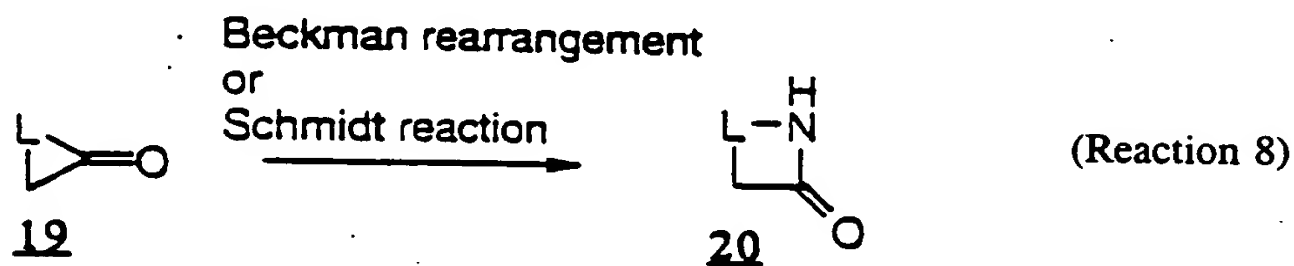 Beckman rearrangement
or
Schmidt reaction
L
O
19
H
L N
O
20
(Reaction 8)